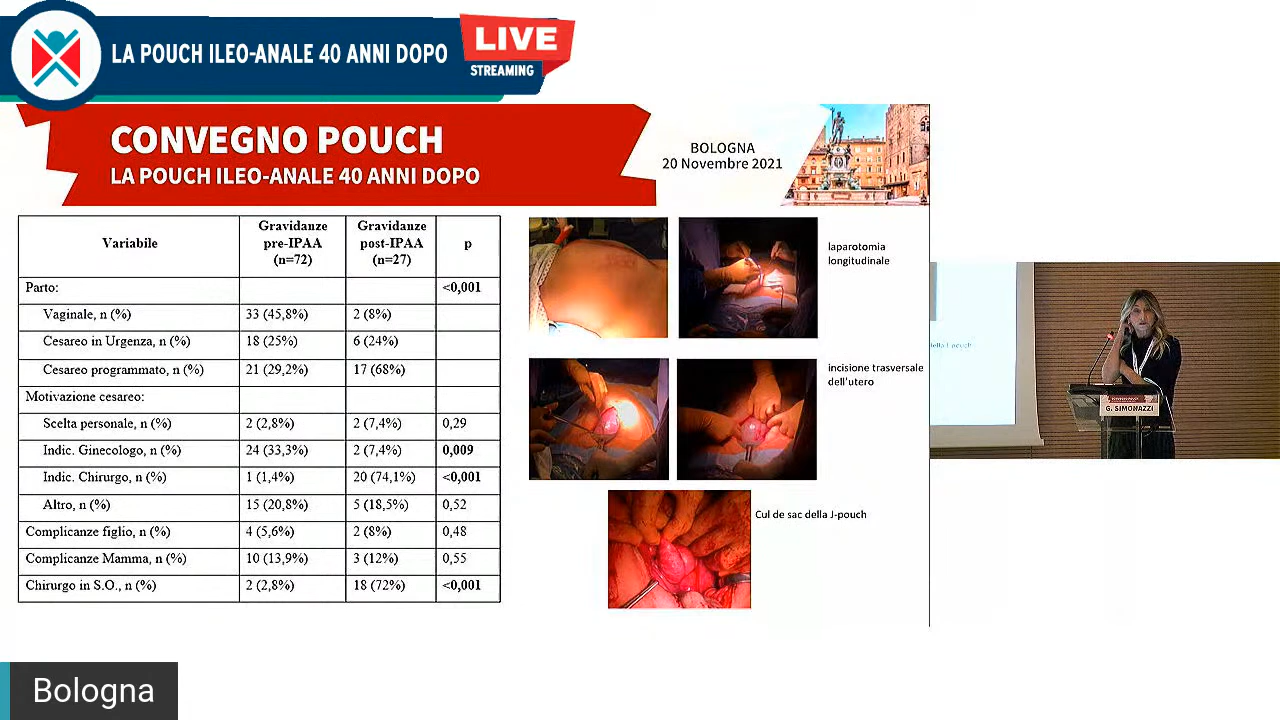 LA POUCH ILEO-ANALE 40 ANNI DOPO
LIVE
STREAMING
CONVEGNO POUCH
LA POUCH ILEO-ANALE 40 ANNI DOPO
BOLOGNA
20 Novembre 2021
Variabile Gravidanze pre-IPAA (n=72) Gravidanze post-IPAA (n=27) p
Parto: <0,001
Vaginale, n (%) 33 (45,8%) 2 (8%)
Cesareo in Urgenza, n (%) 18 (25%) 6 (24%)
Cesareo programmato, n (%) 21 (29,2%) 17 (68%)
Motivazione cesareo:
Scelta personale, n (%) 2 (2,8%) 2 (7,4%) 0,29
Indic. Ginecologo, n (%) 24 (33,3%) 2 (7,4%) 0,009
Indic. Chirurgo, n (%) 1 (1,4%) 20 (74,1%) <0,001
Altro, n (%) 15 (20,8%) 5 (18,5%) 0,52
Complicanze figlio, n (%) 4 (5,6%) 2 (8%) 0,48
Complicanze Mamma, n (%) 10 (13,9%) 3 (12%) 0,55
Chirurgo in S.O., n (%) 2 (2,8%) 18 (72%) <0,001
laparotomia
longitudinale
incisione trasversale
dell'utero
Cul de sac della J-pouch
della J-pouch
G. SIMONAZZI
Bologna